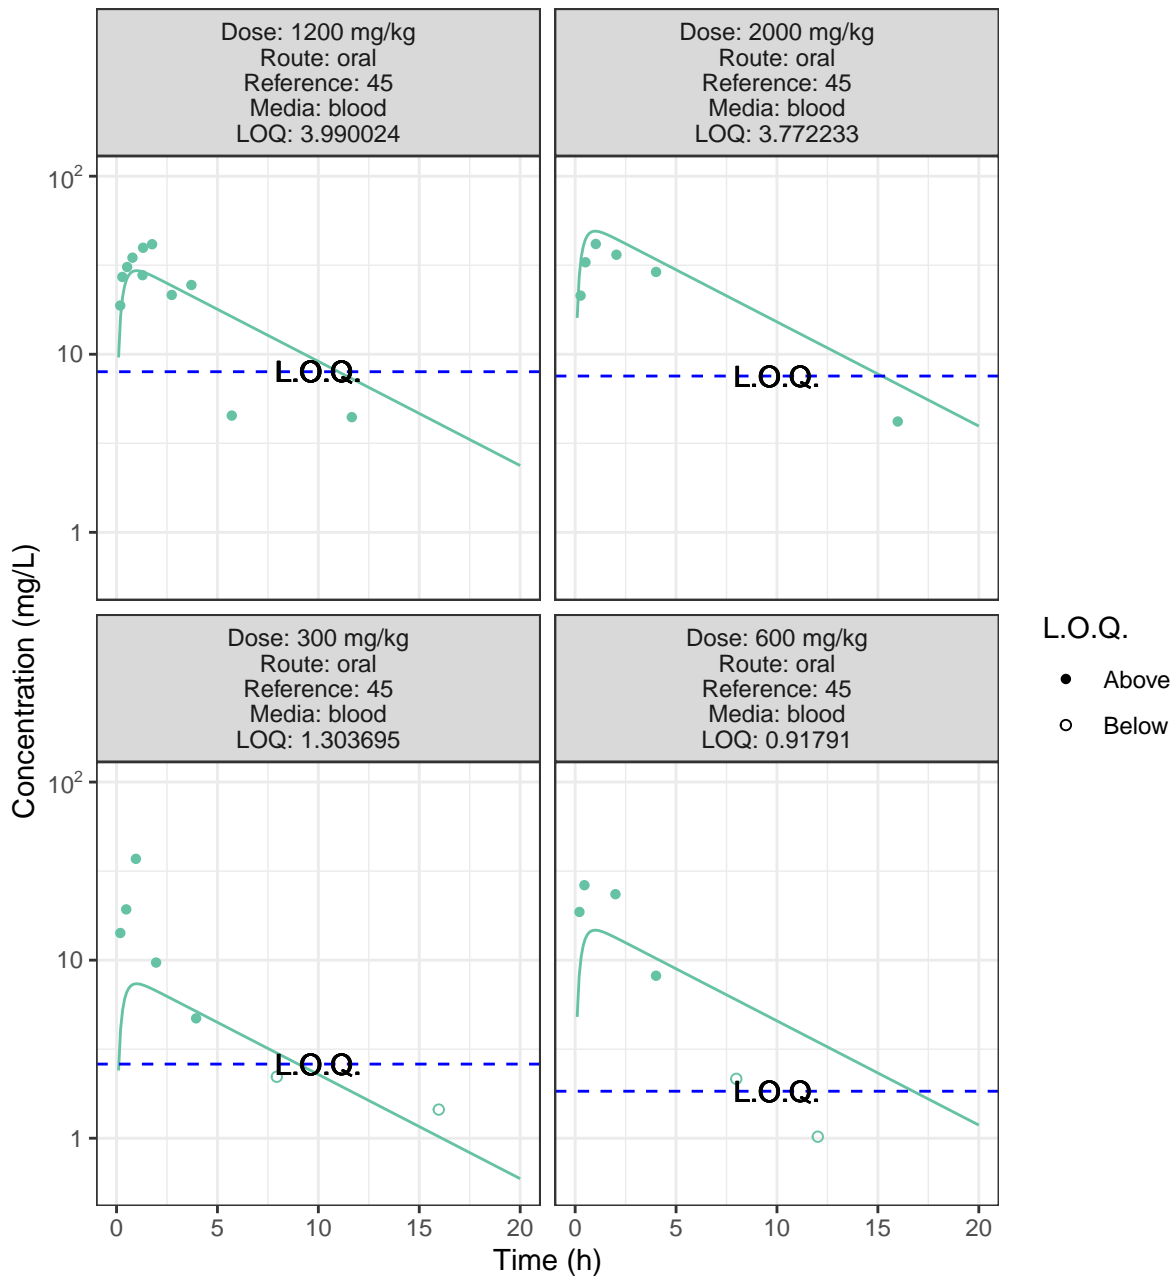 Dose: 1200 mg/kg
Route: oral
Reference: 45
Media: blood
LOQ: 3.990024
Dose: 2000 mg/kg
Route: oral
Reference: 45
Media: blood
LOQ: 3.772233
10²
10
1
L.O.Q.
L.O.Q.
Concentration (mg/L)
Dose: 300 mg/kg
Route: oral
Reference: 45
Media: blood
LOQ: 1.303695
Dose: 600 mg/kg
Route: oral
Reference: 45
Media: blood
LOQ: 0.91791
10²
10
1
L.O.Q.
L.O.Q.
0 5 10 15 20
0 5 10 15 20
Time (h)
L.O.Q.
Above
Below